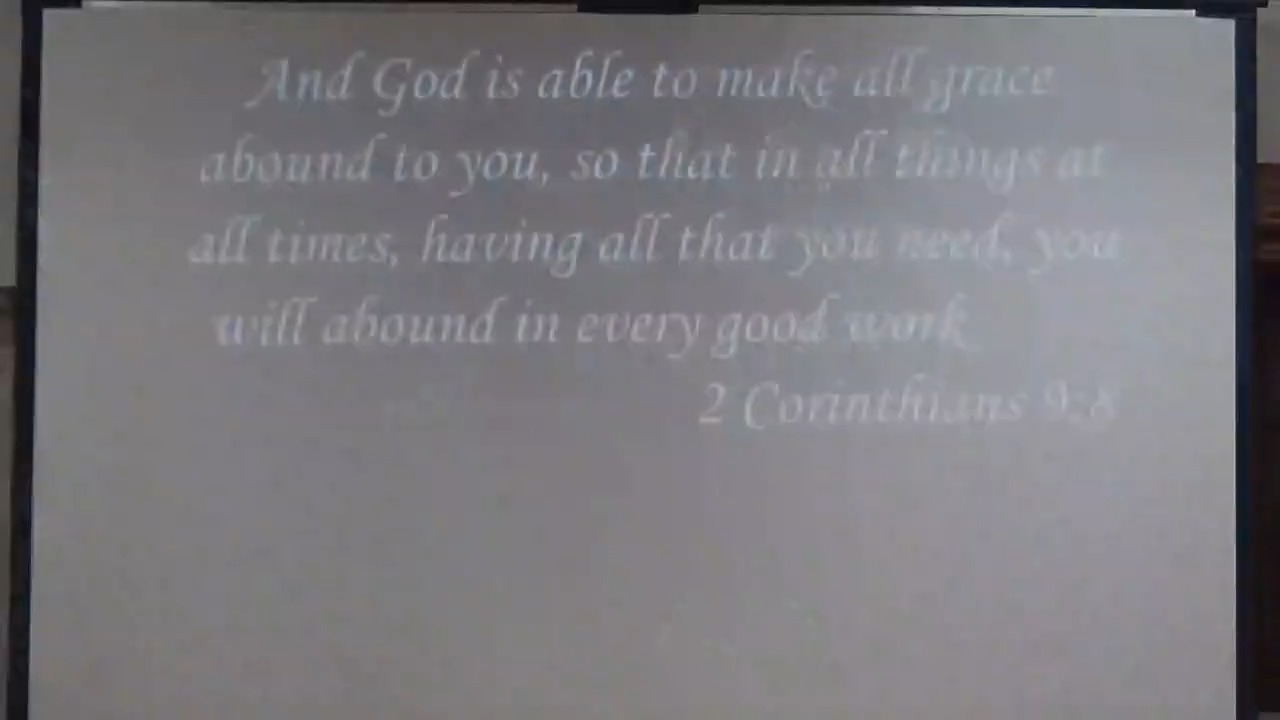 And God is able to make all grace
abound to you, so that in all things at
all times, having all that you need, you
will abound in every good work
2 Corinthians 9:8